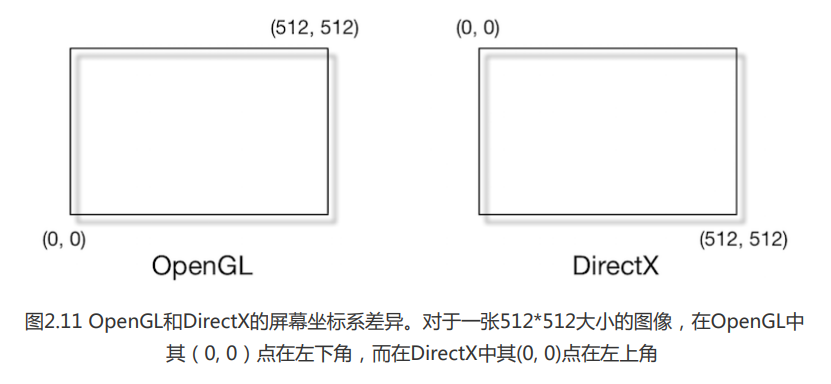 (512, 512)
(0, 0)
(0, 0)
OpenGL
(512, 512)
DirectX
图2.11 OpenGL和DirectX的屏幕坐标系差异。对于一张512*512大小的图像，在OpenGL中
其（0, 0）点在左下角，而在DirectX中其(0, 0)点在左上角